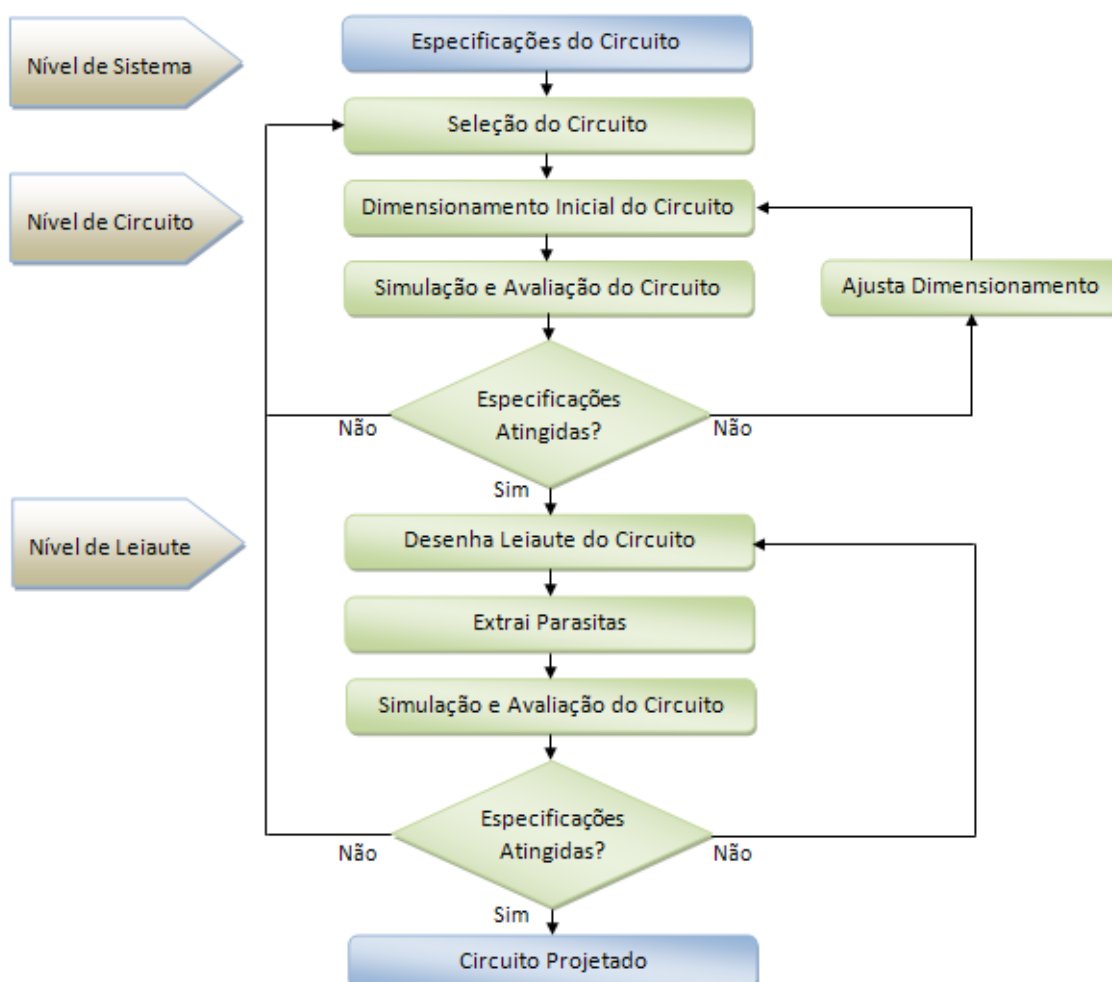 Especificações do Circuito
Nível de Sistema
Seleção do Circuito
Dimensionamento Inicial do Circuito
Nível de Circuito
Simulação e Avaliação do Circuito
Ajusta Dimensionamento
Especificações
Atingidas?
Não
Não
Sim
Desenha Leiaute do Circuito
Nível de Leiaute
Extrai Parasitas
Simulação e Avaliação do Circuito
Especificações
Atingidas?
Não
Não
Sim
Circuito Projetado